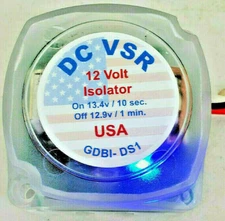 DC VSR
12 Volt
Isolator
On 13.4v / 10 sec.
Off 12.9v / 1 min.
USA
GDBI- DS1